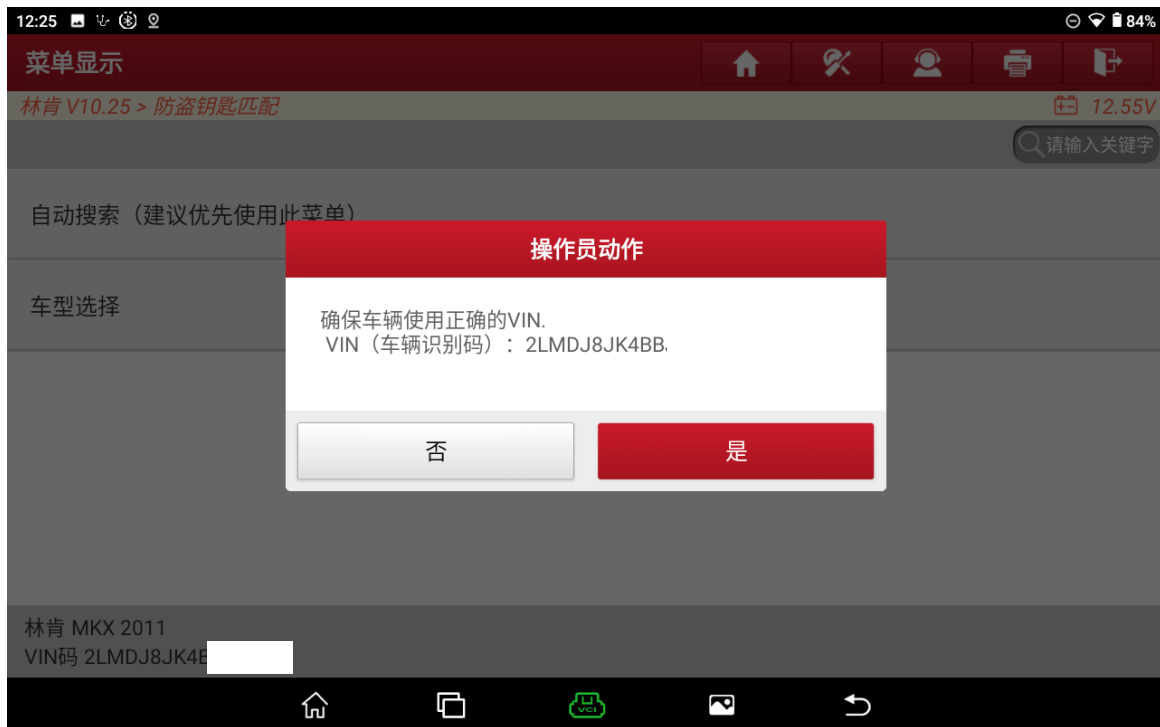 12:25
84%
菜单显示
林肯 V10.25 > 防盗钥匙匹配
12.55V
请输入关键字
自动搜索（建议优先使用此菜单）
操作员动作
车型选择
确保车辆使用正确的VIN.
VIN（车辆识别码）：2LMDJ8JK4BB
否
是
林肯 MKX 2011
VIN码 2LMDJ8JK4B
VCI